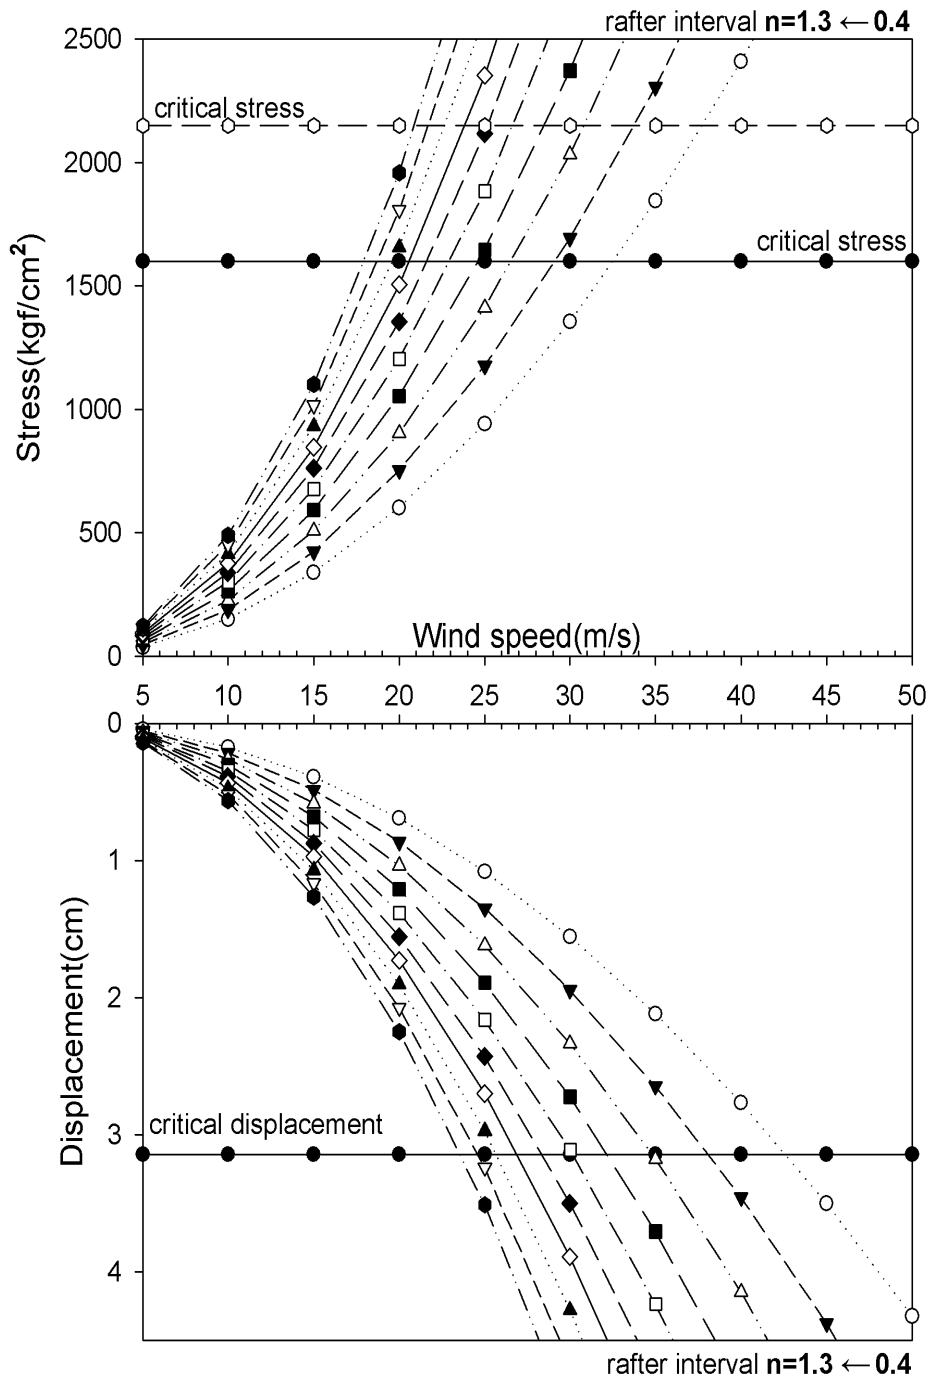 rafter interval n=1.3 ← 0.4
2500
critical stress
2000
critical stress
1500
Stress(kgf/cm²)
1000
500
Wind speed(m/s)
0
5 10 15 20 25 30 35 40 45 50
0
1
Displacement(cm)
2
critical displacement
3
4
rafter interval n=1.3 ← 0.4